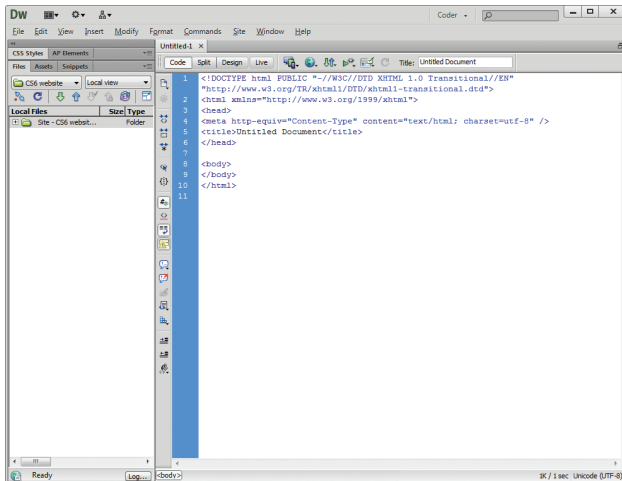 Dw
Coder
File Edit View Insert Modify Format Commands Site Window Help
CSS Styles AP Elements
Files Assets Snippets
CS6 website Local view
Local Files Size Type
Site - CS6 websit... Folder
Ready Log...
Untitled-1 ×
Code Split Design Live Title: Untitled Document
1 <!DOCTYPE html PUBLIC "-//W3C//DTD XHTML 1.0 Transitional//EN"
"http://www.w3.org/TR/xhtml1/DTD/xhtml1-transitional.dtd">
2 <html xmlns="http://www.w3.org/1999/xhtml">
3 <head>
4 <meta http-equiv="Content-Type" content="text/html; charset=utf-8" />
5 <title>Untitled Document</title>
6 </head>
7
8 <body>
9 </body>
10 </html>
11
<body>
1K / 1 sec Unicode (UTF-8)